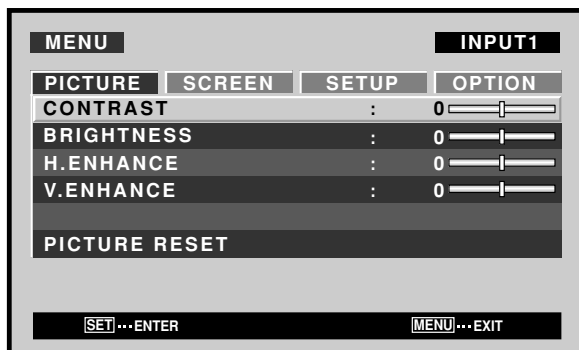 MENU INPUT1
PICTURE SCREEN SETUP OPTION
CONTRAST : 0
BRIGHTNESS : 0
H.ENHANCE : 0
V.ENHANCE : 0
PICTURE RESET
SET ··· ENTER MENU ··· EXIT